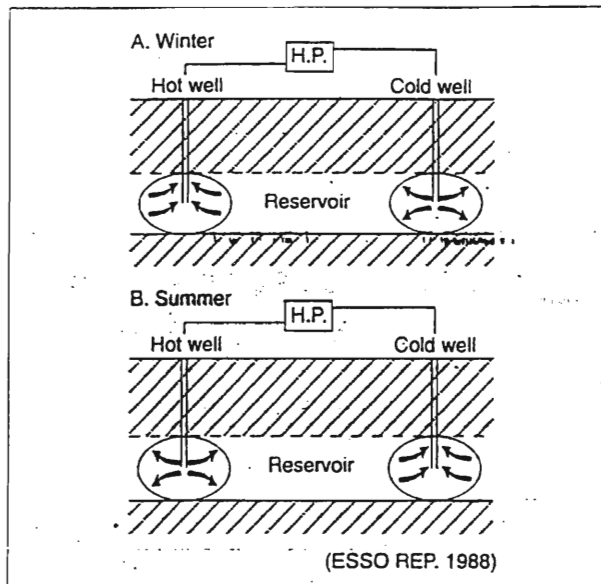 A. Winter
H.P.
Hot well
Cold well
Reservoir
B. Summer
H.P.
Hot well
Cold well
Reservoir
(ESSO REP. 1988)